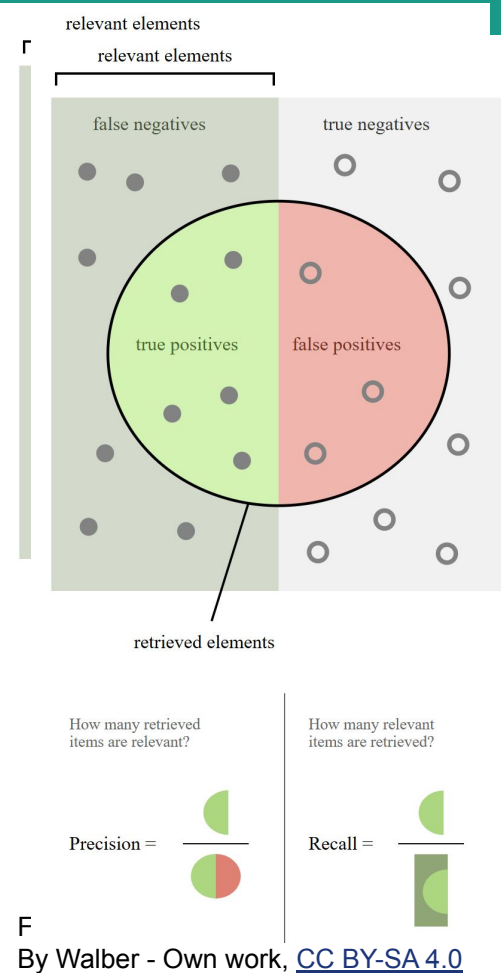 relevant elements
relevant elements
false negatives true negatives
true positives false positives
retrieved elements
How many retrieved
items are relevant?
How many relevant
items are retrieved?
Precision =
Recall =
F
By Walber - Own work, CC BY-SA 4.0